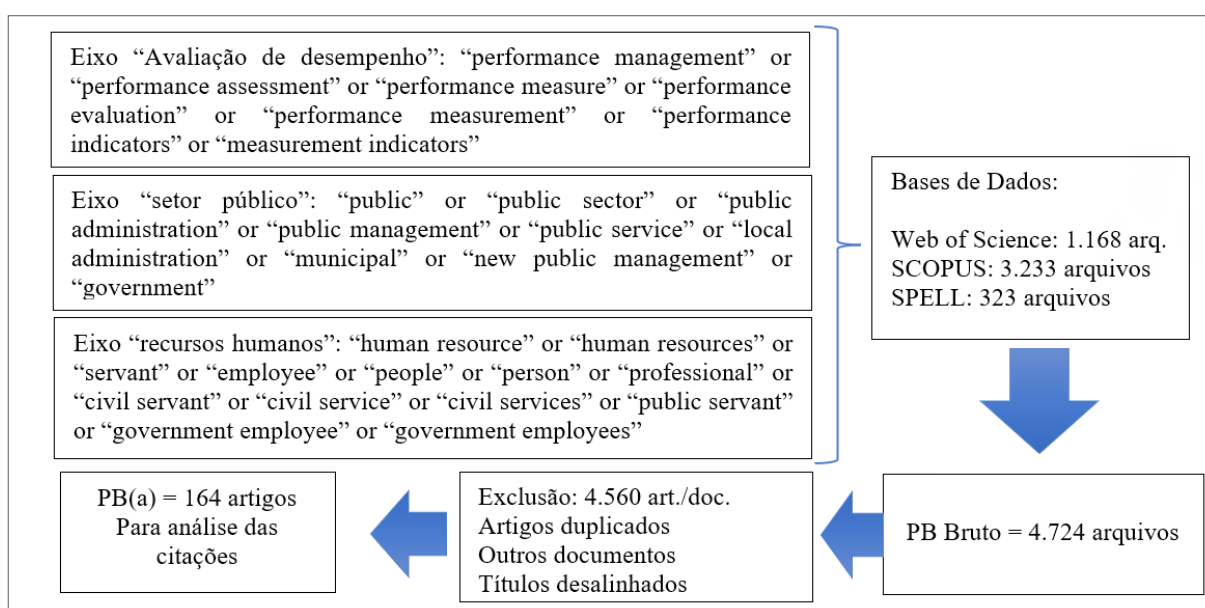 Eixo “Avaliação de desempenho”: “performance management” or
“performance assessment” or “performance measure” or “performance
evaluation” or “performance measurement” or “performance
indicators” or “measurement indicators”
Eixo “setor público”: “public” or “public sector” or “public
administration” or “public management” or “public service” or “local
administration” or “municipal” or “new public management” or
“government”
Eixo “recursos humanos”: “human resource” or “human resources” or
“servant” or “employee” or “people” or “person” or “professional” or
“civil servant” or “civil service” or “civil services” or “public servant”
or “government employee” or “government employees”
Bases de Dados:
Web of Science: 1.168 arq.
SCOPUS: 3.233 arquivos
SPELL: 323 arquivos
PB Bruto = 4.724 arquivos
Exclusão: 4.560 art./doc.
Artigos duplicados
Outros documentos
Títulos desalinhados
PB(a) = 164 artigos
Para análise das
citações